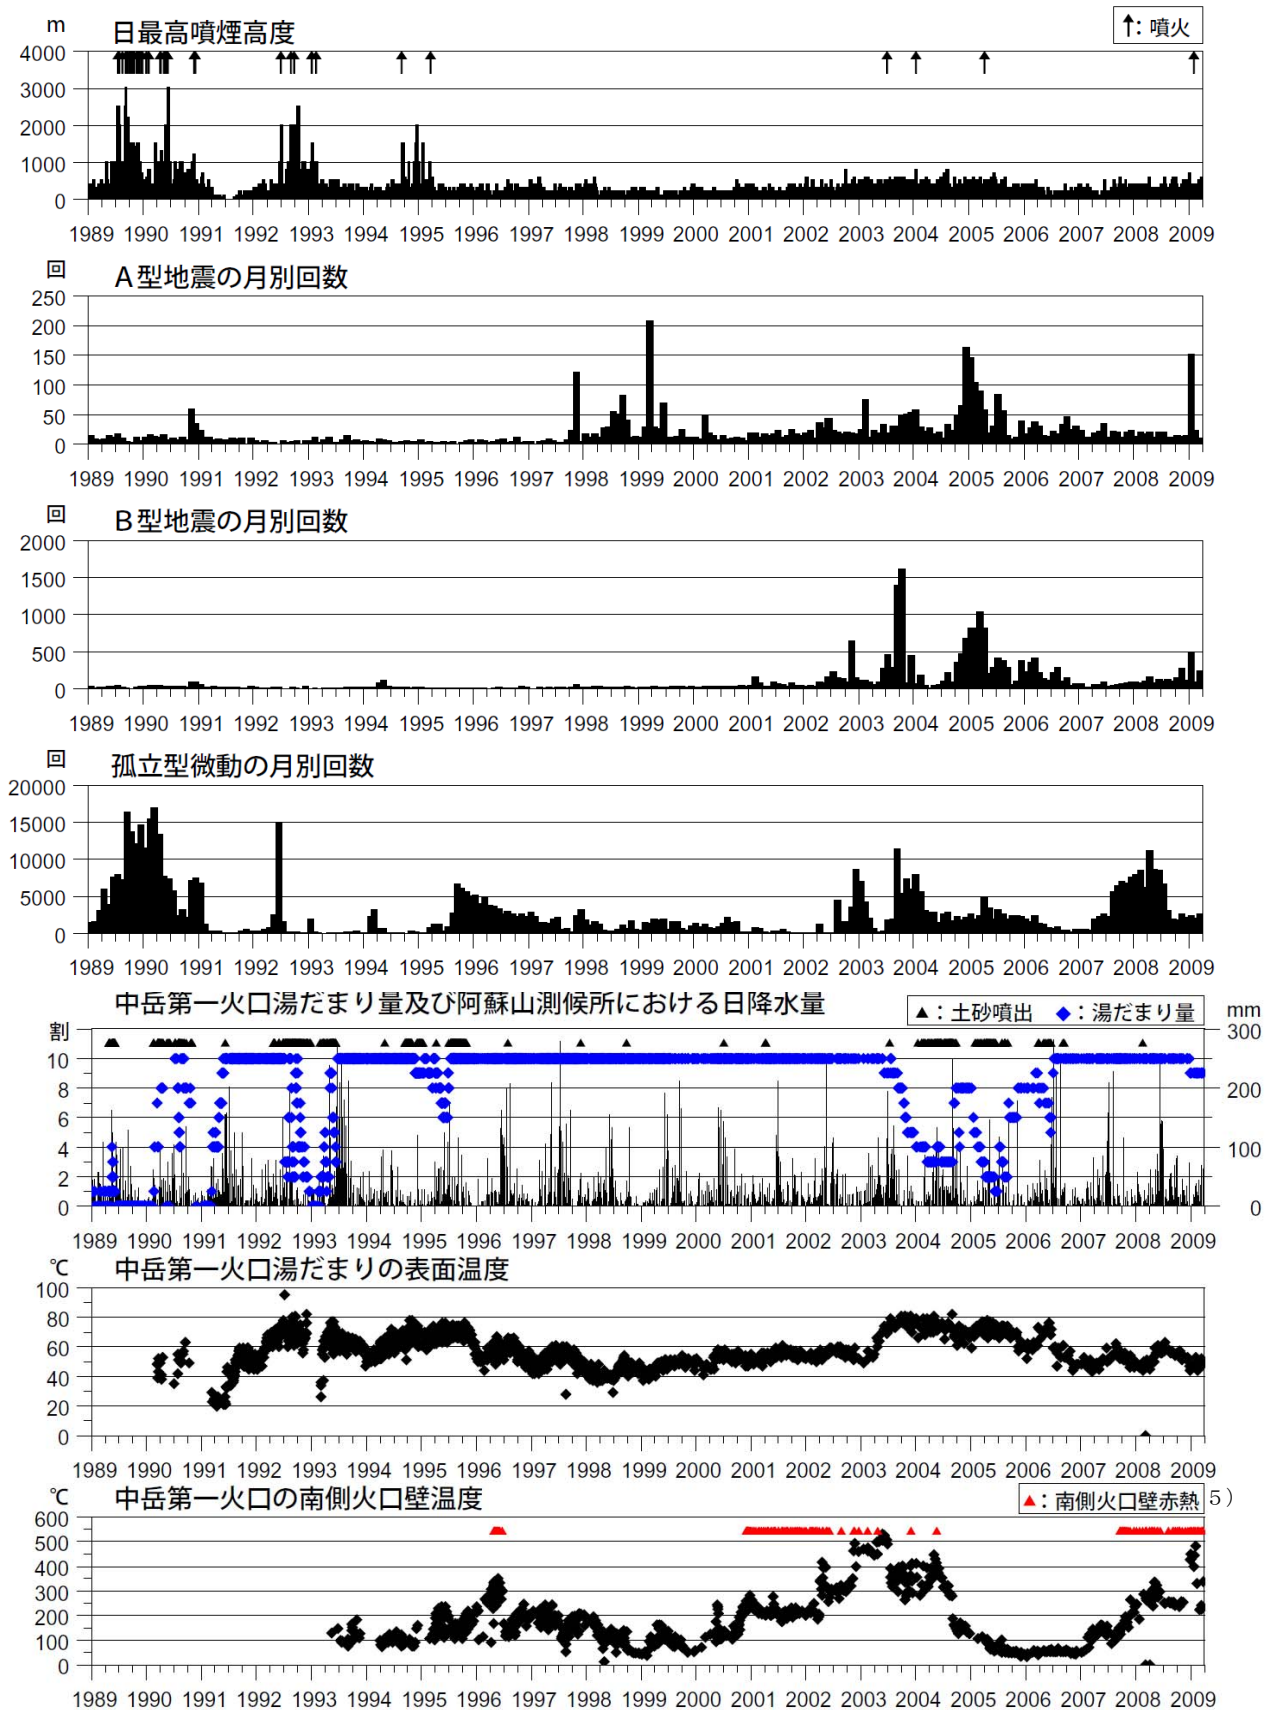 m 日最高噴煙高度 ↑: 噴火
4000
3000
2000
1000
0
1989 1990 1991 1992 1993 1994 1995 1996 1997 1998 1999 2000 2001 2002 2003 2004 2005 2006 2007 2008 2009
回 A型地震の月別回数
250
200
150
100
50
0
1989 1990 1991 1992 1993 1994 1995 1996 1997 1998 1999 2000 2001 2002 2003 2004 2005 2006 2007 2008 2009
回 B型地震の月別回数
2000
1500
1000
500
0
1989 1990 1991 1992 1993 1994 1995 1996 1997 1998 1999 2000 2001 2002 2003 2004 2005 2006 2007 2008 2009
回 孤立型微動の月別回数
20000
15000
10000
5000
0
1989 1990 1991 1992 1993 1994 1995 1996 1997 1998 1999 2000 2001 2002 2003 2004 2005 2006 2007 2008 2009
中岳第一火口湯だまり量及び阿蘇山測候所における日降水量 ▲: 土砂噴出 ◆: 湯だまり量 mm
割 300
10
8 200
6
4 100
2
0 0
1989 1990 1991 1992 1993 1994 1995 1996 1997 1998 1999 2000 2001 2002 2003 2004 2005 2006 2007 2008 2009
℃ 中岳第一火口湯だまりの表面温度
100
80
60
40
20
0
1989 1990 1991 1992 1993 1994 1995 1996 1997 1998 1999 2000 2001 2002 2003 2004 2005 2006 2007 2008 2009
℃ 中岳第一火口の南側火口壁温度 ▲: 南側火口壁赤熱 5)
600
500
400
300
200
100
0
1989 1990 1991 1992 1993 1994 1995 1996 1997 1998 1999 2000 2001 2002 2003 2004 2005 2006 2007 2008 2009